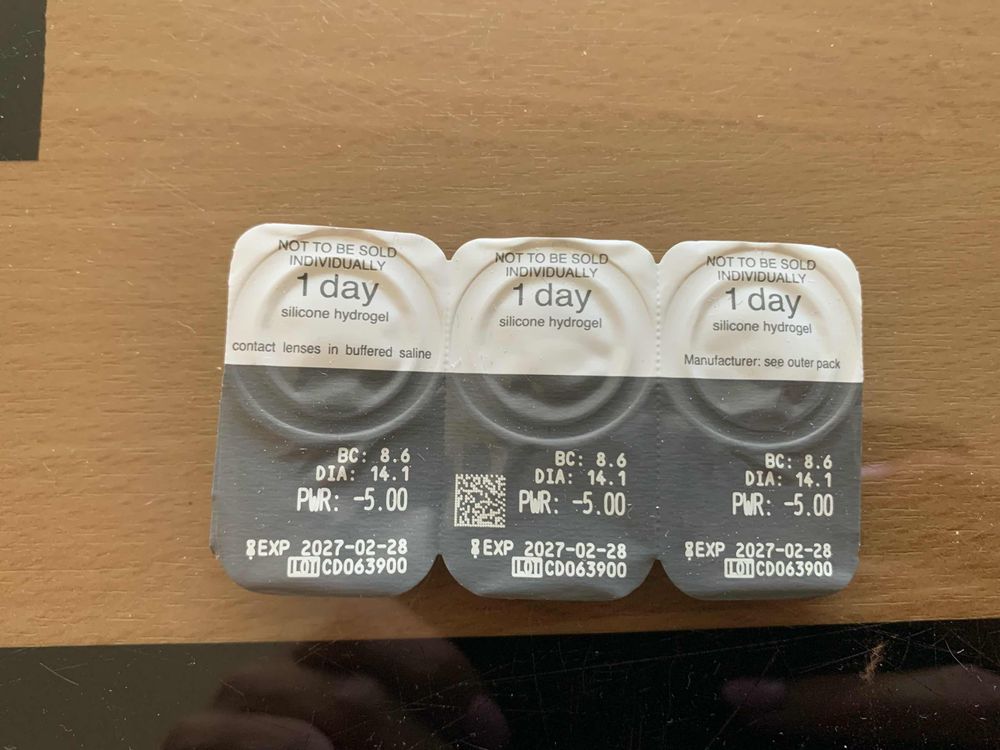 NOT TO BE SOLD
INDIVIDUALLY
1 day
silicone hydrogel
contact lenses in buffered saline
BC: 8.6
DIA: 14.1
PWR: -5.00
EXP 2027-02-28
LOT CD063900
NOT TO BE SOLD
INDIVIDUALLY
1 day
silicone hydrogel
BC: 8.6
DIA: 14.1
PWR: -5.00
EXP 2027-02-28
LOT CD063900
NOT TO BE SOLD
INDIVIDUALLY
1 day
silicone hydrogel
Manufacturer: see outer pack
BC: 8.6
DIA: 14.1
PWR: -5.00
EXP 2027-02-28
LOT CD063900